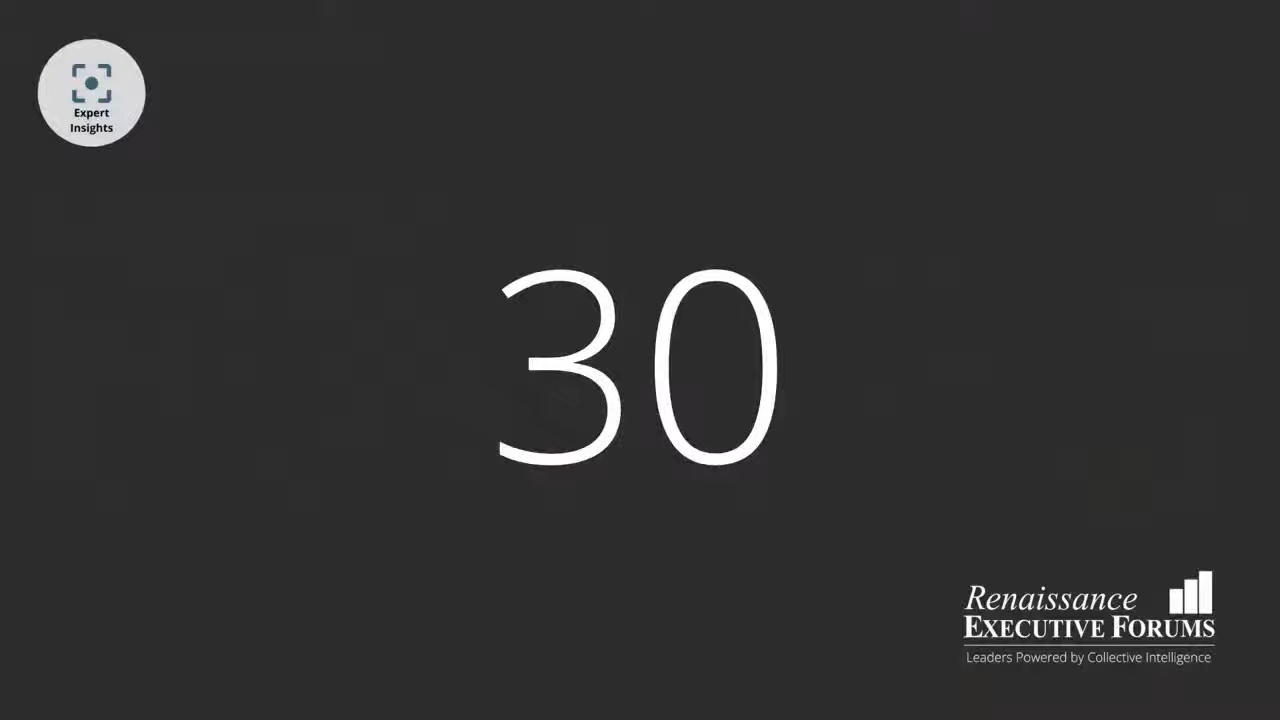 Expert
Insights
30
Renaissance
EXECUTIVE FORUMS
Leaders Powered by Collective Intelligence